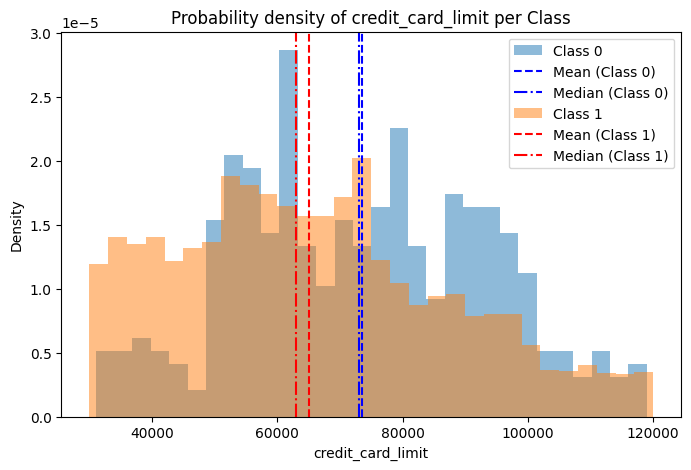 Probability density of credit_card_limit per Class
1e−5
3.0
2.5
2.0
1.5
1.0
0.5
0.0
Density
Class 0
Mean (Class 0)
Median (Class 0)
Class 1
Mean (Class 1)
Median (Class 1)
40000 60000 80000 100000 120000
credit_card_limit